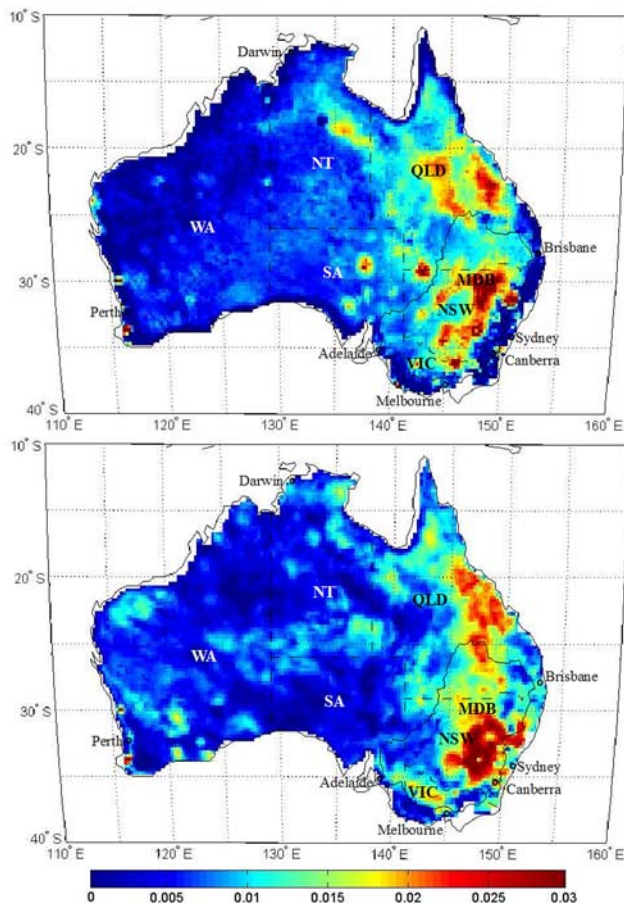 10° S
Darwin
20° S
NT
QLD
WA
Brisbane
30° S
SA
MDB
NSW
Perth
Sydney
Adelaide
VIC
Canberra
Melbourne
40° S
110° E
120° E
130° E
140° E
150° E
160° E
10° S
Darwin
20° S
NT
QLD
WA
Brisbane
30° S
SA
MDB
NSW
Perth
Sydney
Adelaide
VIC
Canberra
Melbourne
40° S
110° E
120° E
130° E
140° E
150° E
160° E
0
0.005
0.01
0.015
0.02
0.025
0.03